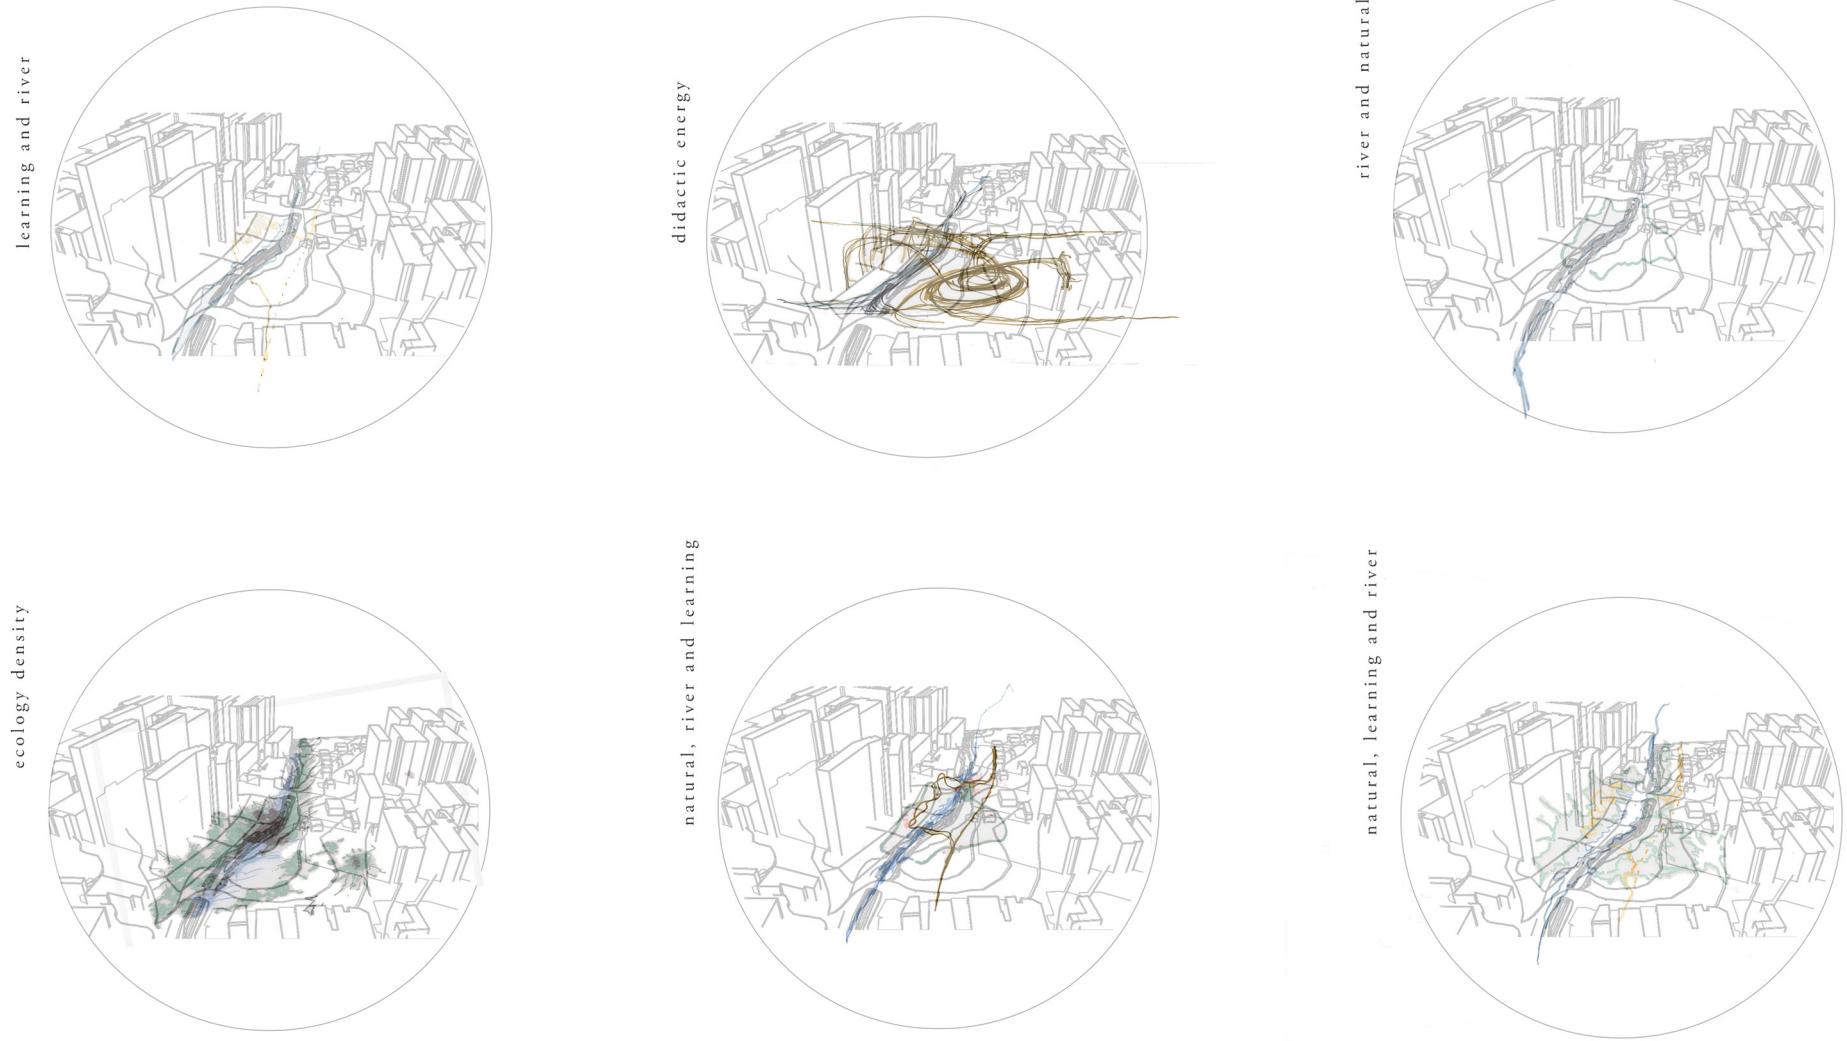 learning and river
didactic energy
river and natural
ecology density
natural, river and learning
natural, learning and river